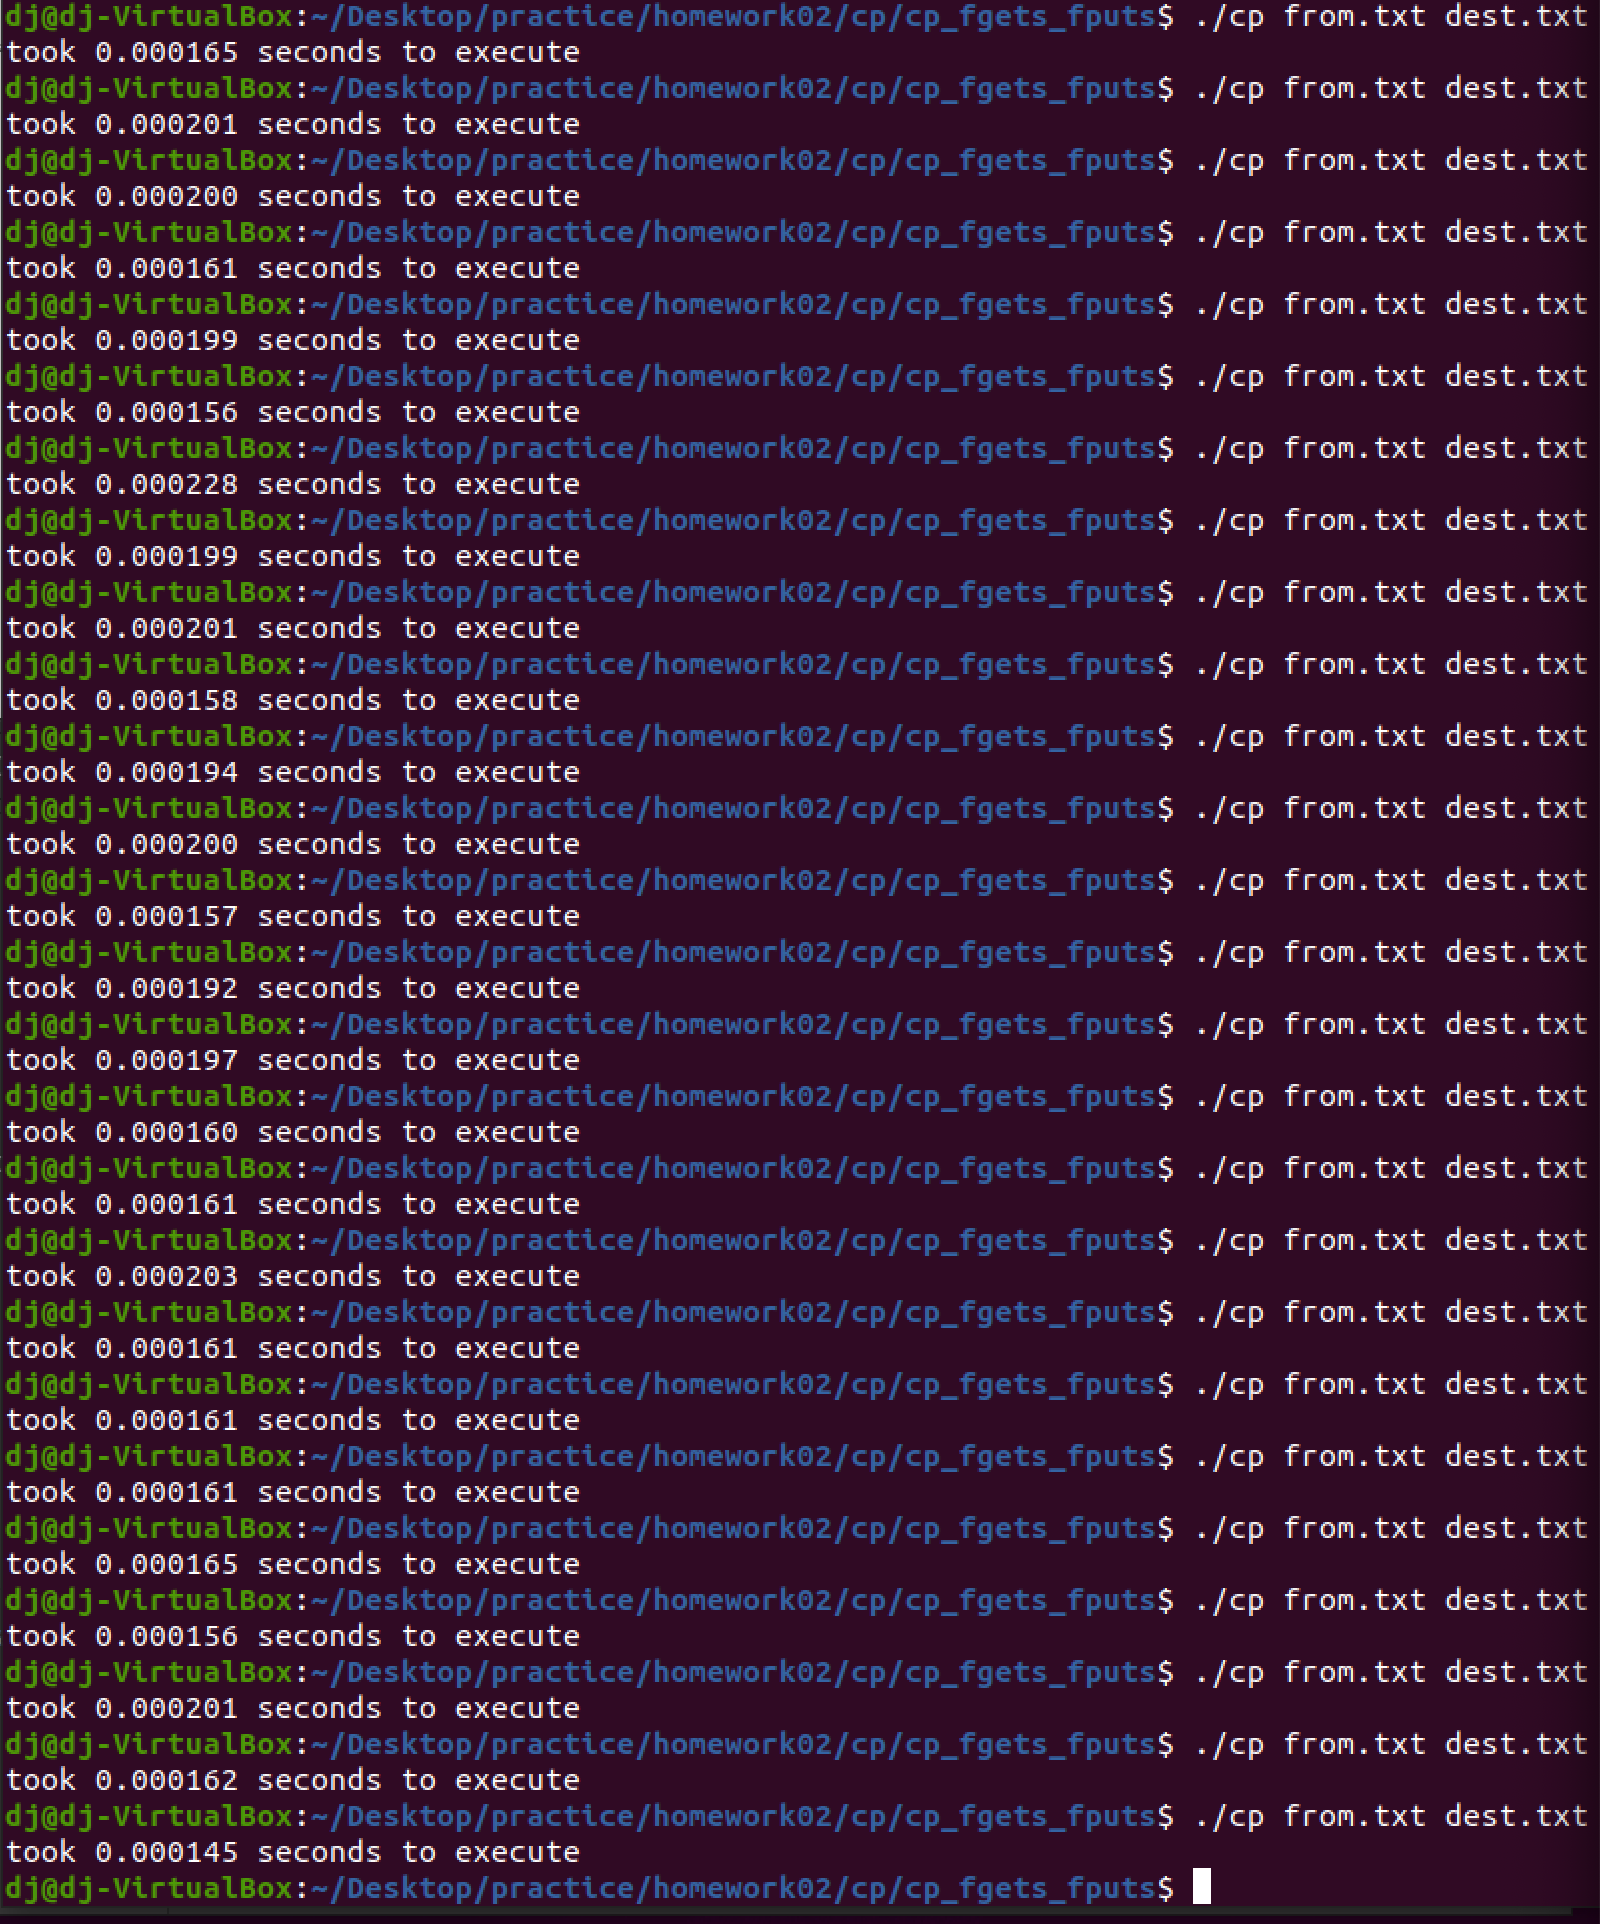 dj@dj-VirtualBox:~/Desktop/practice/homework02/cp/cp_fgets_fputs$ ./cp from.txt dest.txt
took 0.000165 seconds to execute
dj@dj-VirtualBox:~/Desktop/practice/homework02/cp/cp_fgets_fputs$ ./cp from.txt dest.txt
took 0.000201 seconds to execute
dj@dj-VirtualBox:~/Desktop/practice/homework02/cp/cp_fgets_fputs$ ./cp from.txt dest.txt
took 0.000200 seconds to execute
dj@dj-VirtualBox:~/Desktop/practice/homework02/cp/cp_fgets_fputs$ ./cp from.txt dest.txt
took 0.000161 seconds to execute
dj@dj-VirtualBox:~/Desktop/practice/homework02/cp/cp_fgets_fputs$ ./cp from.txt dest.txt
took 0.000199 seconds to execute
dj@dj-VirtualBox:~/Desktop/practice/homework02/cp/cp_fgets_fputs$ ./cp from.txt dest.txt
took 0.000156 seconds to execute
dj@dj-VirtualBox:~/Desktop/practice/homework02/cp/cp_fgets_fputs$ ./cp from.txt dest.txt
took 0.000228 seconds to execute
dj@dj-VirtualBox:~/Desktop/practice/homework02/cp/cp_fgets_fputs$ ./cp from.txt dest.txt
took 0.000199 seconds to execute
dj@dj-VirtualBox:~/Desktop/practice/homework02/cp/cp_fgets_fputs$ ./cp from.txt dest.txt
took 0.000201 seconds to execute
dj@dj-VirtualBox:~/Desktop/practice/homework02/cp/cp_fgets_fputs$ ./cp from.txt dest.txt
took 0.000158 seconds to execute
dj@dj-VirtualBox:~/Desktop/practice/homework02/cp/cp_fgets_fputs$ ./cp from.txt dest.txt
took 0.000194 seconds to execute
dj@dj-VirtualBox:~/Desktop/practice/homework02/cp/cp_fgets_fputs$ ./cp from.txt dest.txt
took 0.000200 seconds to execute
dj@dj-VirtualBox:~/Desktop/practice/homework02/cp/cp_fgets_fputs$ ./cp from.txt dest.txt
took 0.000157 seconds to execute
dj@dj-VirtualBox:~/Desktop/practice/homework02/cp/cp_fgets_fputs$ ./cp from.txt dest.txt
took 0.000192 seconds to execute
dj@dj-VirtualBox:~/Desktop/practice/homework02/cp/cp_fgets_fputs$ ./cp from.txt dest.txt
took 0.000197 seconds to execute
dj@dj-VirtualBox:~/Desktop/practice/homework02/cp/cp_fgets_fputs$ ./cp from.txt dest.txt
took 0.000160 seconds to execute
dj@dj-VirtualBox:~/Desktop/practice/homework02/cp/cp_fgets_fputs$ ./cp from.txt dest.txt
took 0.000161 seconds to execute
dj@dj-VirtualBox:~/Desktop/practice/homework02/cp/cp_fgets_fputs$ ./cp from.txt dest.txt
took 0.000203 seconds to execute
dj@dj-VirtualBox:~/Desktop/practice/homework02/cp/cp_fgets_fputs$ ./cp from.txt dest.txt
took 0.000161 seconds to execute
dj@dj-VirtualBox:~/Desktop/practice/homework02/cp/cp_fgets_fputs$ ./cp from.txt dest.txt
took 0.000161 seconds to execute
dj@dj-VirtualBox:~/Desktop/practice/homework02/cp/cp_fgets_fputs$ ./cp from.txt dest.txt
took 0.000161 seconds to execute
dj@dj-VirtualBox:~/Desktop/practice/homework02/cp/cp_fgets_fputs$ ./cp from.txt dest.txt
took 0.000165 seconds to execute
dj@dj-VirtualBox:~/Desktop/practice/homework02/cp/cp_fgets_fputs$ ./cp from.txt dest.txt
took 0.000156 seconds to execute
dj@dj-VirtualBox:~/Desktop/practice/homework02/cp/cp_fgets_fputs$ ./cp from.txt dest.txt
took 0.000201 seconds to execute
dj@dj-VirtualBox:~/Desktop/practice/homework02/cp/cp_fgets_fputs$ ./cp from.txt dest.txt
took 0.000162 seconds to execute
dj@dj-VirtualBox:~/Desktop/practice/homework02/cp/cp_fgets_fputs$ ./cp from.txt dest.txt
took 0.000145 seconds to execute
dj@dj-VirtualBox:~/Desktop/practice/homework02/cp/cp_fgets_fputs$